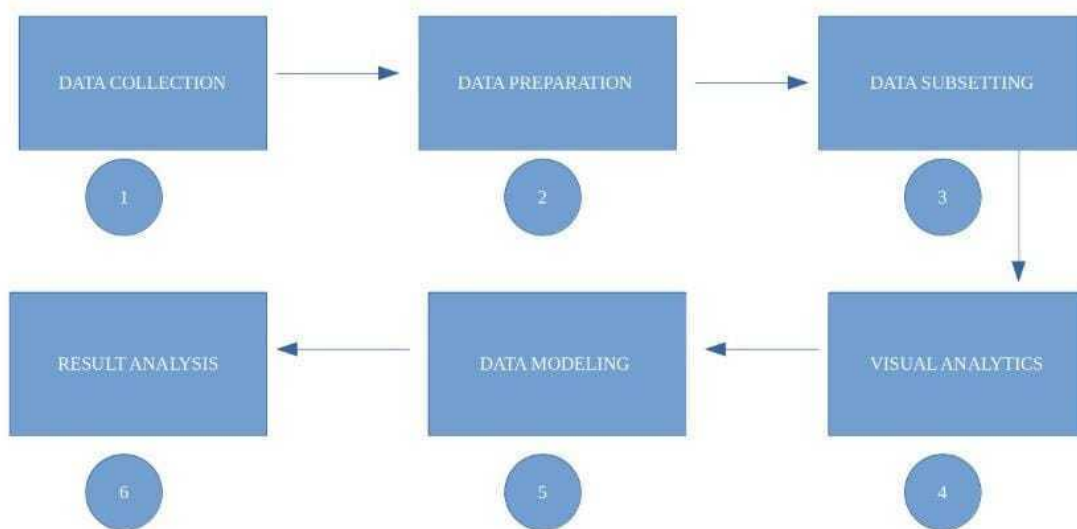 DATA COLLECTION
DATA PREPARATION
DATA SUBSETTING
1
2
3
RESULT ANALYSIS
DATA MODELING
VISUAL ANALYTICS
6
5
4